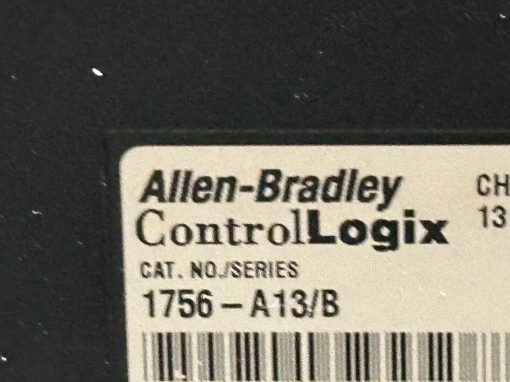 Allen-Bradley
ControlLogix
CAT. NO./SERIES
1756 – A13/B
CH
13